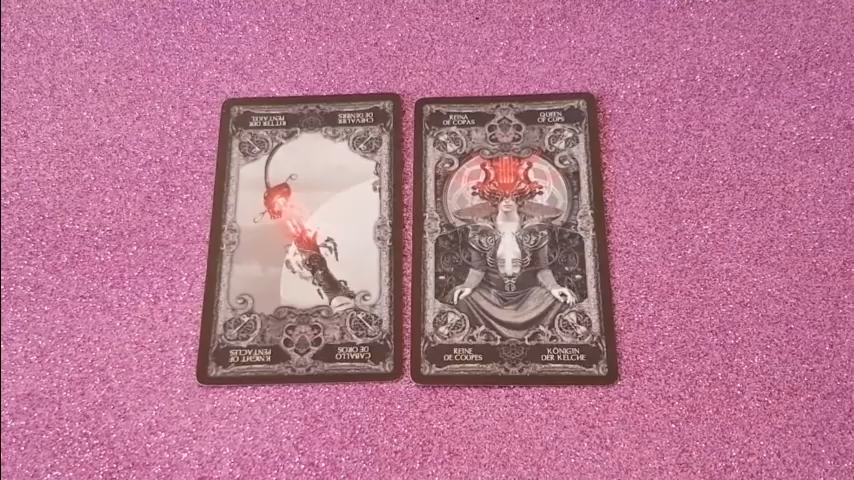 RITTER DER
PENTAKEL
CHEVALIER
DE DENIERS
KNIGHT OF
PENTACLES
CABALLO
DE OROS
REINA
DE COPAS
QUEEN
OF CUPS
REINE
DE COUPES
KÖNIGIN
DER KELCHE